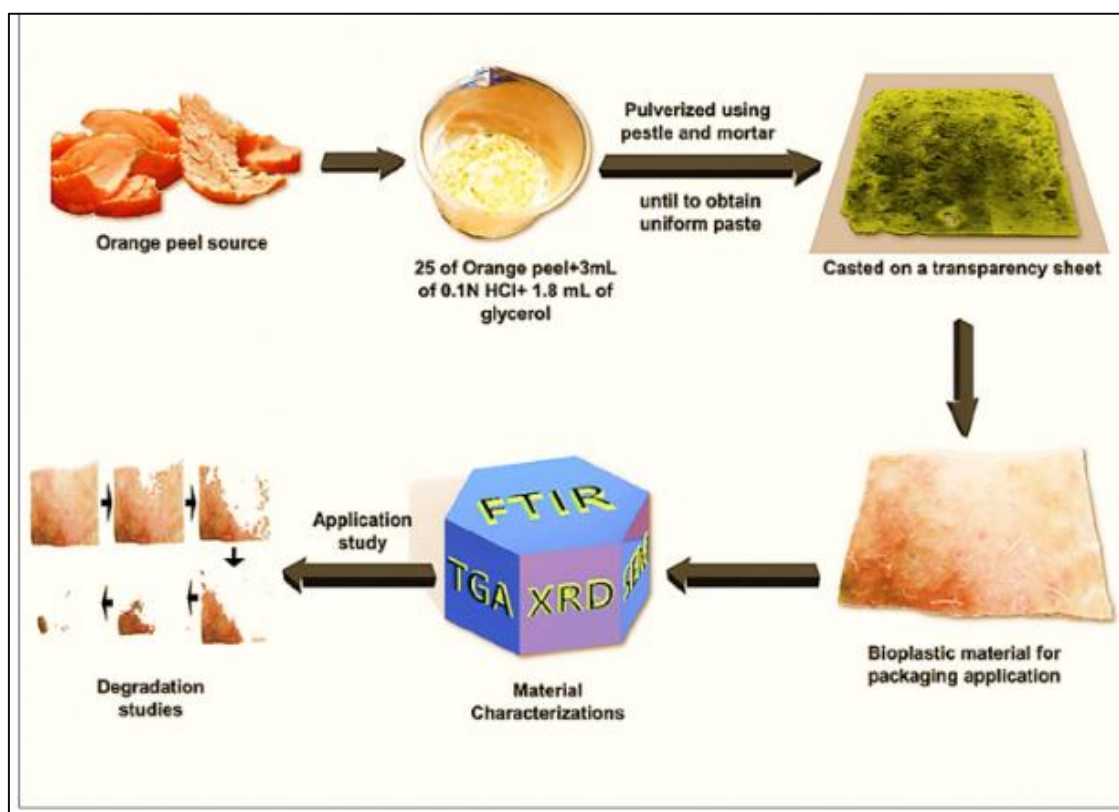 Orange peel source
25 of Orange peel+3mL
of 0.1N HCl+ 1.8 mL of
glycerol
Pulverized using
pestle and mortar
until to obtain
uniform paste
Casted on a transparency sheet
Bioplastic material for
packaging application
FTIR
TGA
XRD
Material
Characterizations
Application
study
Degradation
studies